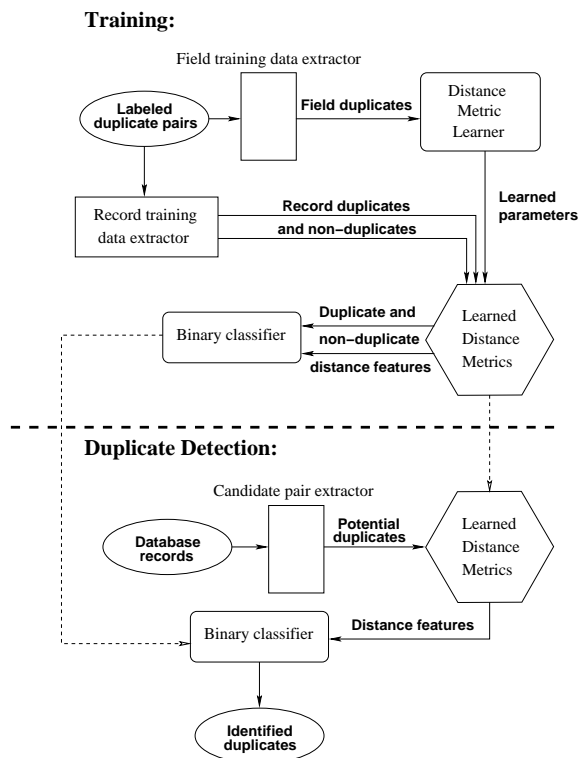 Training:
Field training data extractor
Labeled
duplicate pairs
Field duplicates
Distance
Metric
Learner
Record training
data extractor
Record duplicates
and non−duplicates
Learned
parameters
Binary classifier
Duplicate and
non−duplicate
distance features
Learned
Distance
Metrics
Duplicate Detection:
Candidate pair extractor
Database
records
Potential
duplicates
Learned
Distance
Metrics
Binary classifier
Distance features
Identified
duplicates